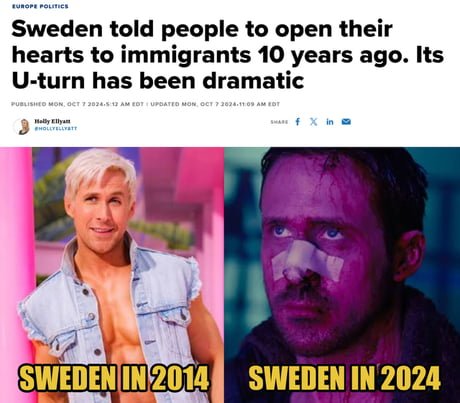 EUROPE POLITICS
Sweden told people to open their
hearts to immigrants 10 years ago. Its
U-turn has been dramatic
PUBLISHED MON, OCT 7 2024•5:12 AM EDT | UPDATED MON, OCT 7 2024•11:09 AM EDT
Holly Ellyatt
@HOLLYELLYATT
SHARE
SWEDEN IN 2014
SWEDEN IN 2024